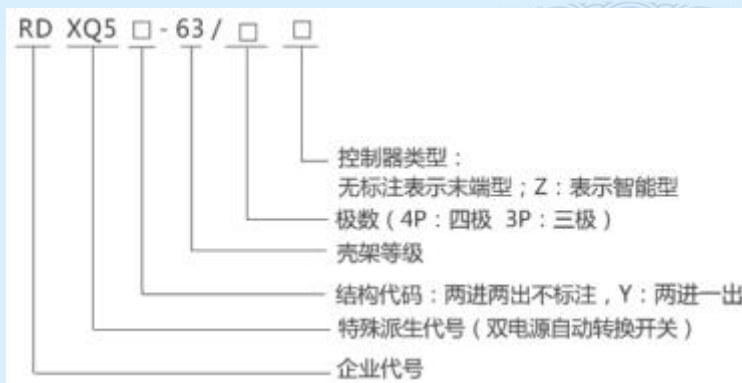 RD XQ5 □ - 63 / □ □
控制器类型：
无标注表示末端型；Z：表示智能型
极数（4P：四极 3P：三极）
壳架等级
结构代码：两进两出不标注，Y：两进一出
特殊派生代号（双电源自动转换开关）
企业代号